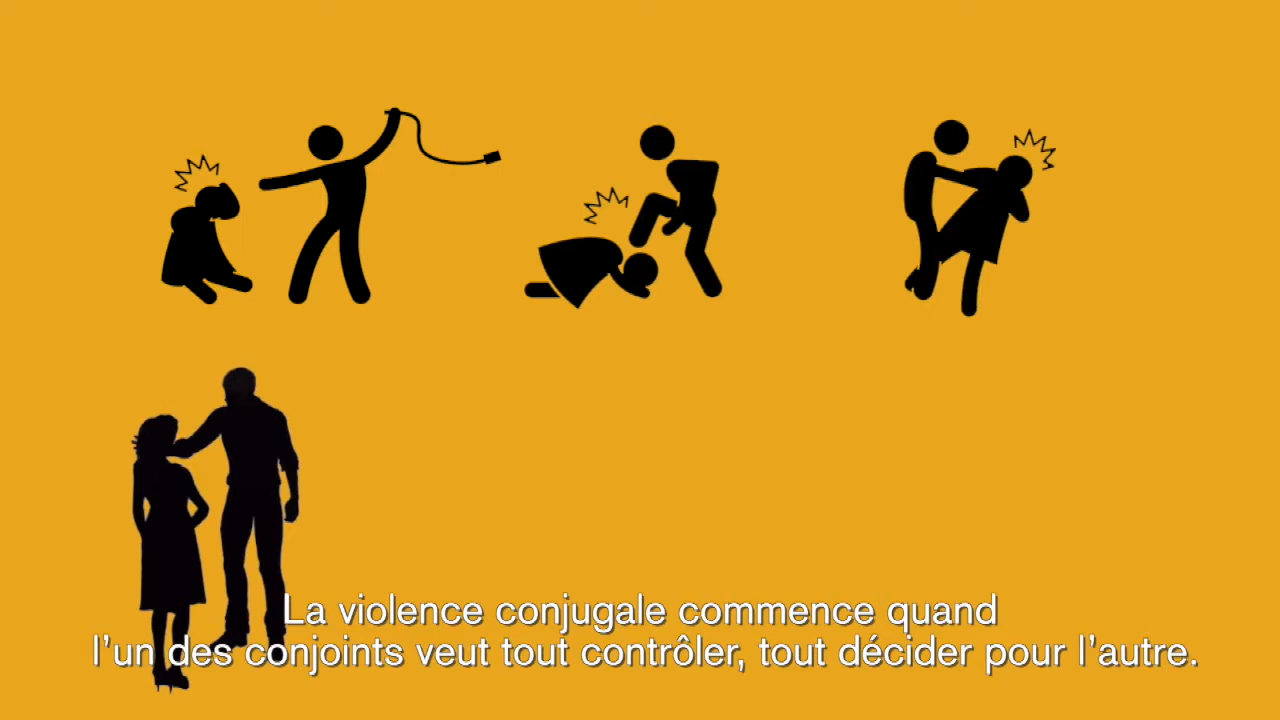 La violence conjugale commence quand
l'un des conjoints veut tout contrôler, tout décider pour l'autre.